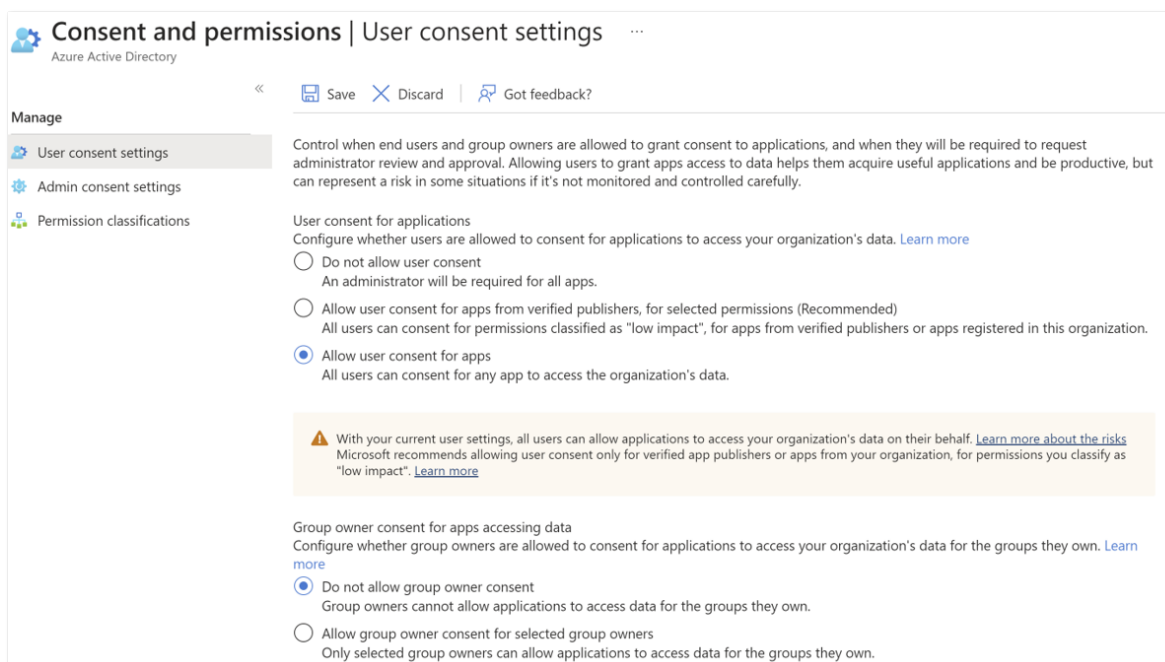 Consent and permissions | User consent settings ...
Azure Active Directory
«
Manage
User consent settings
Admin consent settings
Permission classifications
Save Discard | Got feedback?
Control when end users and group owners are allowed to grant consent to applications, and when they will be required to request
administrator review and approval. Allowing users to grant apps access to data helps them acquire useful applications and be productive, but
can represent a risk in some situations if it's not monitored and controlled carefully.
User consent for applications
Configure whether users are allowed to consent for applications to access your organization's data. Learn more
Do not allow user consent
An administrator will be required for all apps.
Allow user consent for apps from verified publishers, for selected permissions (Recommended)
All users can consent for permissions classified as "low impact", for apps from verified publishers or apps registered in this organization.
Allow user consent for apps
All users can consent for any app to access the organization's data.
With your current user settings, all users can allow applications to access your organization's data on their behalf. Learn more about the risks
Microsoft recommends allowing user consent only for verified app publishers or apps from your organization, for permissions you classify as
"low impact". Learn more
Group owner consent for apps accessing data
Configure whether group owners are allowed to consent for applications to access your organization's data for the groups they own. Learn
more
Do not allow group owner consent
Group owners cannot allow applications to access data for the groups they own.
Allow group owner consent for selected group owners
Only selected group owners can allow applications to access data for the groups they own.